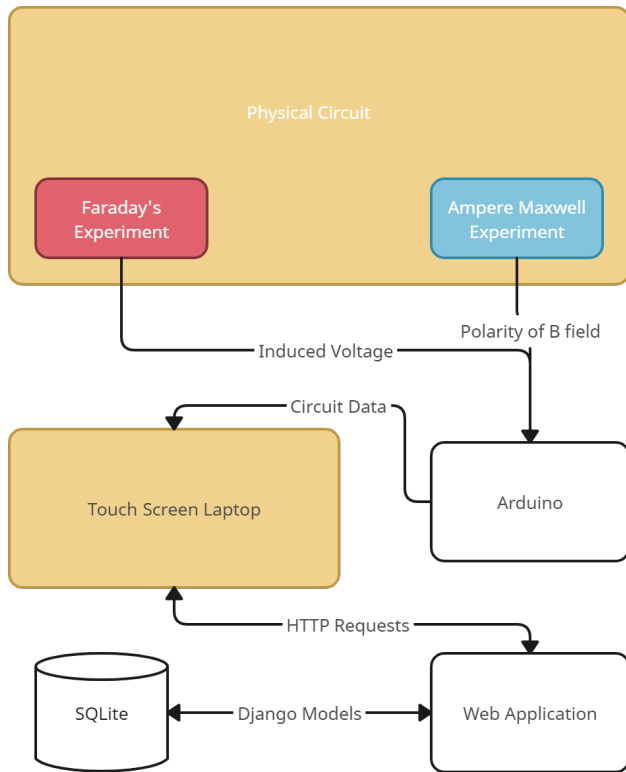 Physical Circuit
Faraday's
Experiment
Ampere Maxwell
Experiment
Polarity of B field
Induced Voltage
Circuit Data
Touch Screen Laptop
Arduino
HTTP Requests
SQLite
Django Models
Web Application